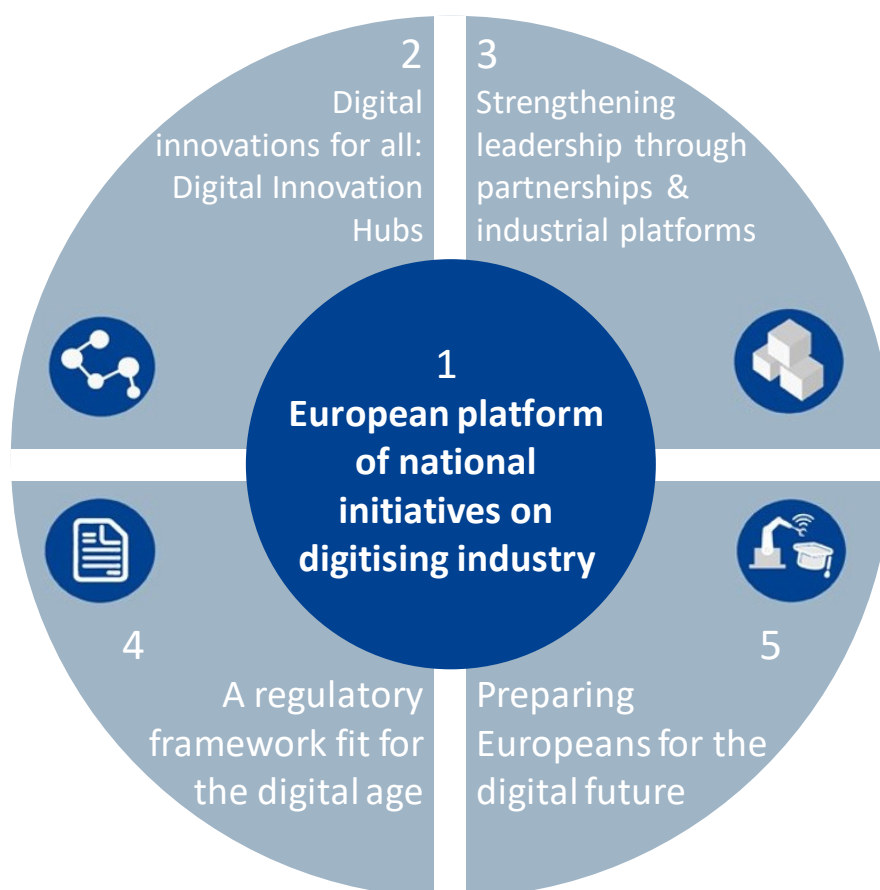 2
Digital
innovations for all:
Digital Innovation
Hubs
3
Strengthening
leadership through
partnerships &
industrial platforms
1
European platform
of national
initiatives on
digitising industry
4
A regulatory
framework fit for
the digital age
5
Preparing
Europeans for the
digital future